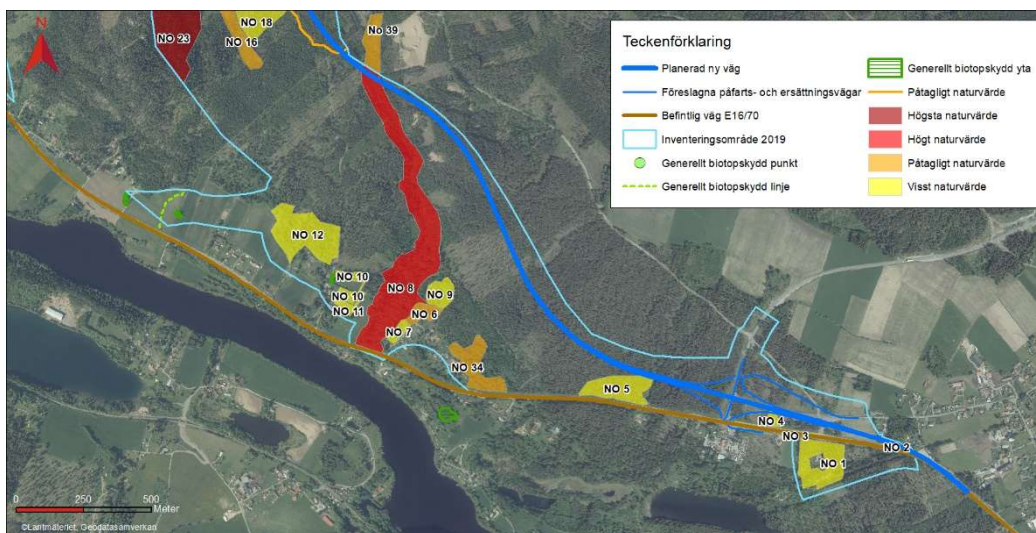 N
NO 23
NO 16
NO 18
No 39
Teckenförklaring
Planerad ny väg
Föreslagna påfarts- och ersättningsvägar
Befintlig väg E16/70
Inventeringsområde 2019
Generellt biotopskydd punkt
Generellt biotopskydd linje
Generellt biotopskydd yta
Påtagligt naturvärde
Högsta naturvärde
Högt naturvärde
Påtagligt naturvärde
Visst naturvärde
NO 12
NO 10
NO 10
NO 11
NO 8
NO 9
NO 6
NO 7
NO 34
NO 5
NO 4
NO 3
NO 2
NO 1
0 250 500
Meter
©Lantmäteriet, Geodatasamverkan